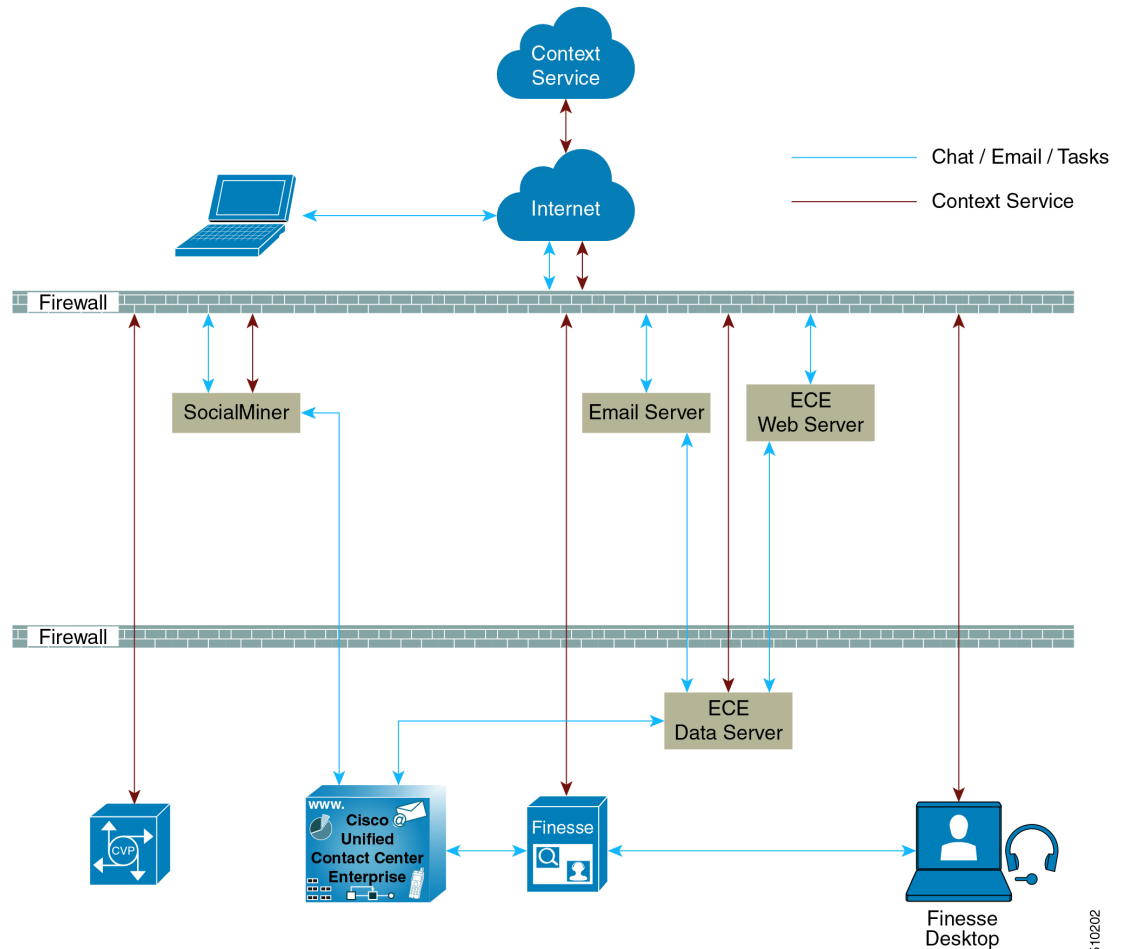 Context
Service
Chat / Email / Tasks
Internet
Context Service
Firewall
SocialMiner
Email Server
ECE
Web Server
Firewall
ECE
Data Server
www.
@
Cisco
Unified
Contact Center
Enterprise
CVP
Finesse
Finesse
Desktop